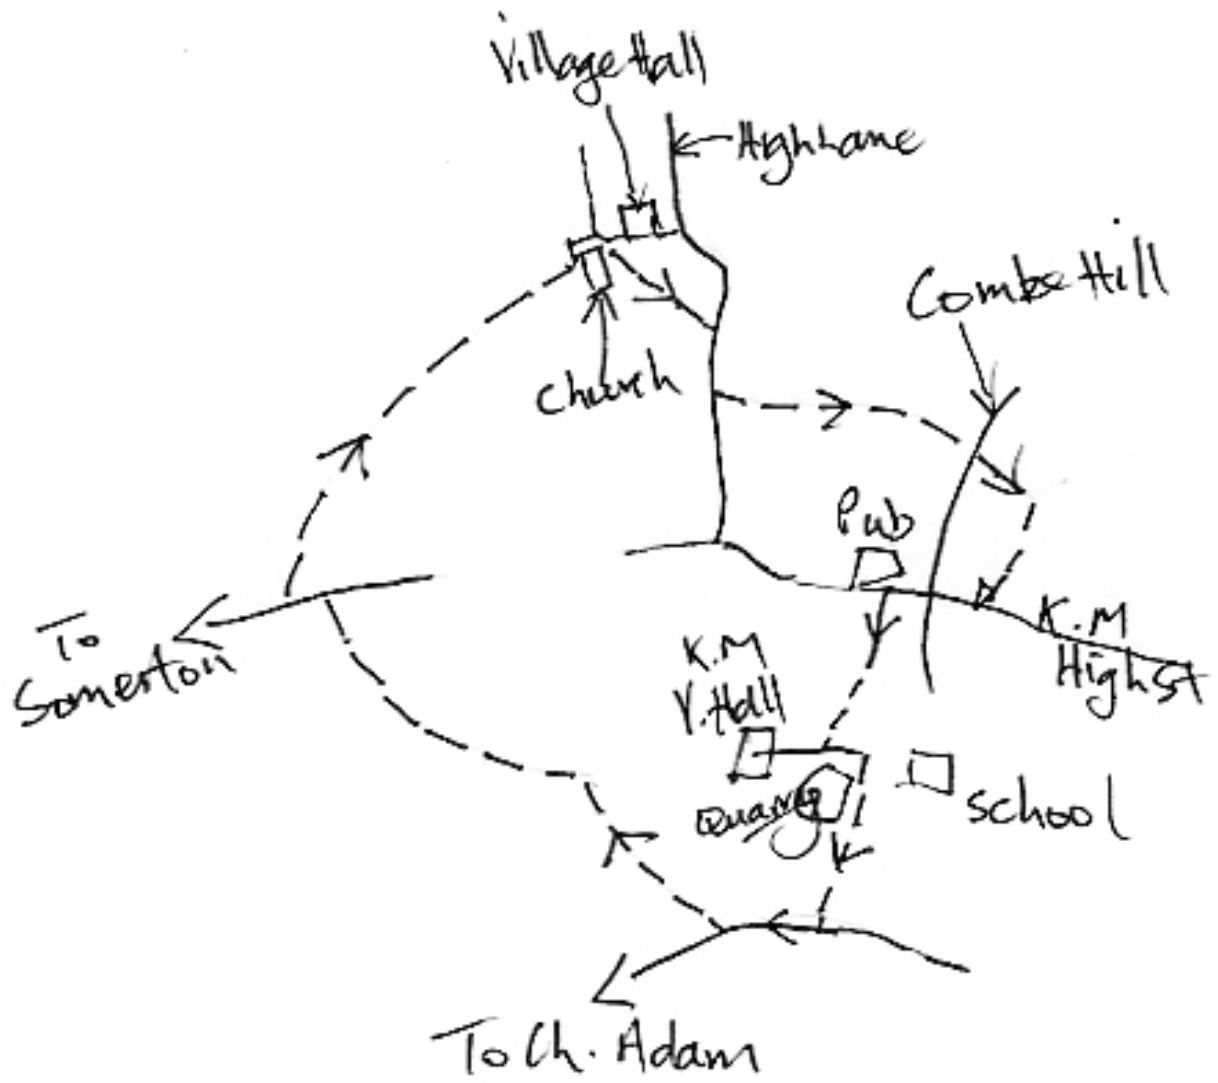 Village Hall
High Lane
Combe Hill
Church
Pub
To
Somerton
K.M
High St
K.M
V.Hall
Quarry
School
To Ch. Adam